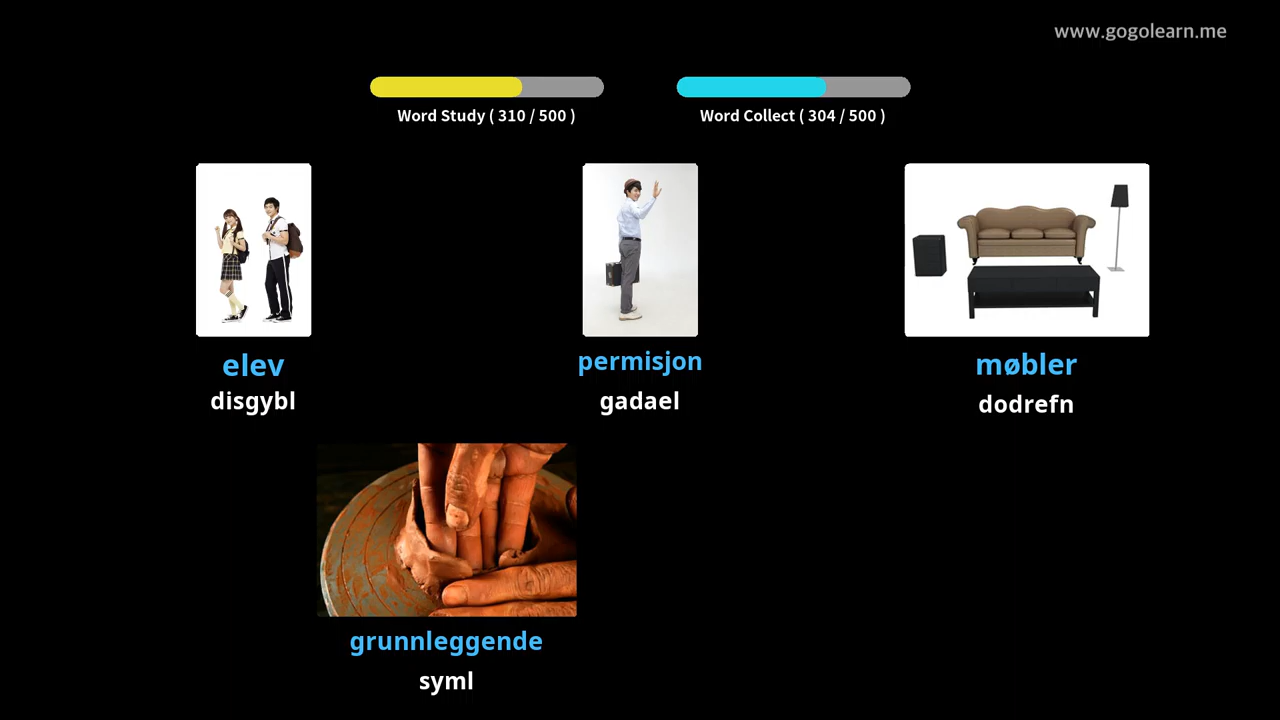 www.gogolearn.me
Word Study ( 310 / 500 )
Word Collect ( 304 / 500 )
elev
disgybl
permisjon
gadael
møbler
dodrefn
grunnleggende
syml